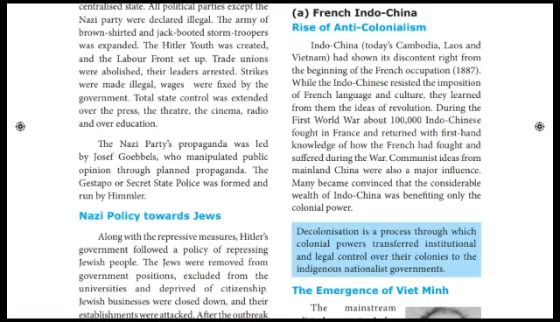 centralised state. All political parties except the
Nazi party were declared illegal. The army of
brown-shirted and jack-booted storm-troopers
was expanded. The Hitler Youth was created,
and the Labour Front set up. Trade unions
were abolished, their leaders arrested. Strikes
were made illegal, wages were fixed by the
government. Total state control was extended
over the press, the theatre, the cinema, radio
and over education.
The Nazi Party's propaganda was led
by Josef Goebbels, who manipulated public
opinion through planned propaganda. The
Gestapo or Secret State Police was formed and
run by Himmler.
Nazi Policy towards Jews
Along with the repressive measures, Hitler's
government followed a policy of repressing
Jewish people. The Jews were removed from
government positions, excluded from the
universities and deprived of citizenship.
Jewish businesses were closed down, and their
establishments were attacked. After the outbreak
(a) French Indo-China
Rise of Anti-Colonialism
Indo-China (today's Cambodia, Laos and
Vietnam) had shown its discontent right from
the beginning of the French occupation (1887).
While the Indo-Chinese resisted the imposition
of French language and culture, they learned
from them the ideas of revolution. During the
First World War about 100,000 Indo-Chinese
fought in France and returned with first-hand
knowledge of how the French had fought and
suffered during the War. Communist ideas from
mainland China were also a major influence.
Many became convinced that the considerable
wealth of Indo-China was benefiting only the
colonial power.
Decolonisation is a process through which
colonial powers transferred institutional
and legal control over their colonies to the
indigenous nationalist governments.
The Emergence of Viet Minh
The mainstream